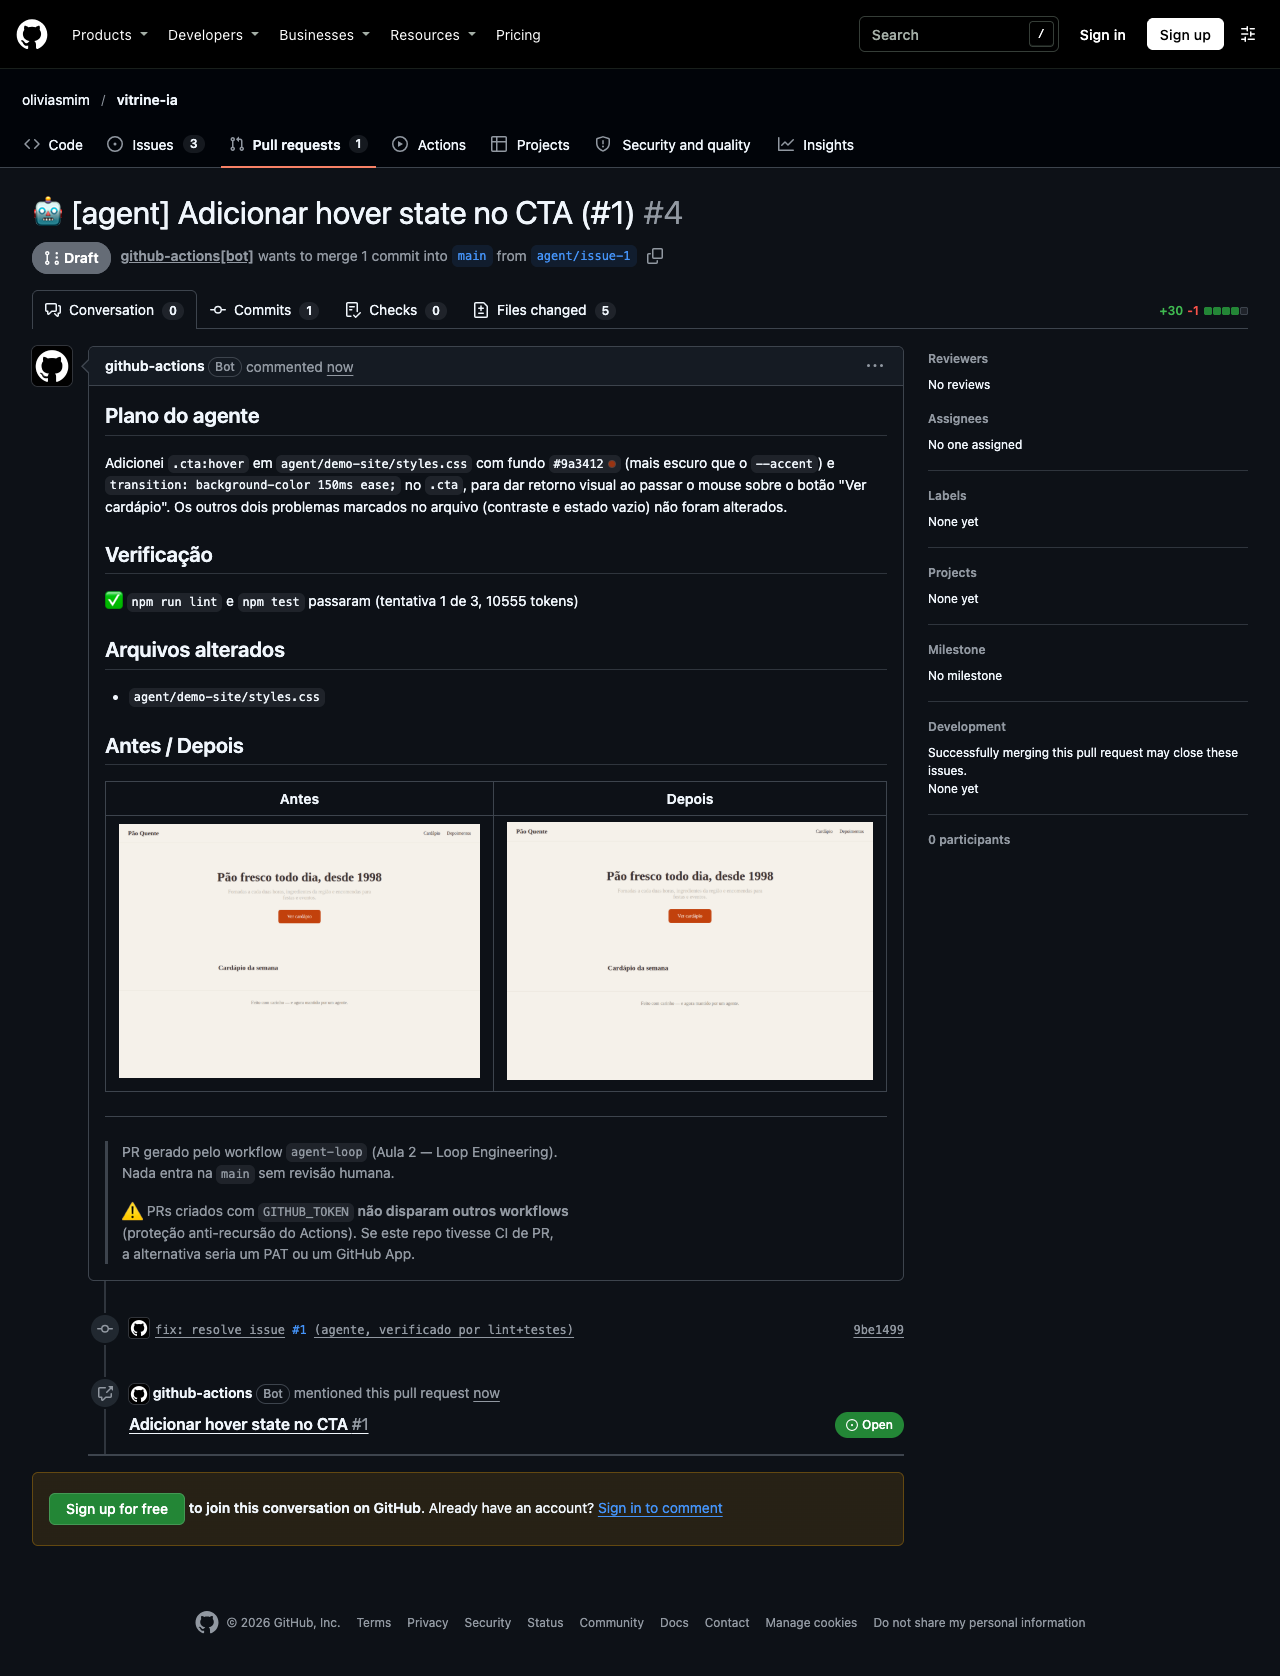 Products
Developers
Businesses
Resources
Pricing
Search
/
Sign in
Sign up
oliviasmim / vitrine-ia
Code
Issues 3
Pull requests 1
Actions
Projects
Security and quality
Insights
🤖 [agent] Adicionar hover state no CTA (#1) #4
Draft
github-actions[bot] wants to merge 1 commit into main from agent/issue-1
Conversation 0
Commits 1
Checks 0
Files changed 5
+30 -1
github-actions Bot commented now
Plano do agente
Adicionei .cta:hover em agent/demo-site/styles.css com fundo #9a3412 (mais escuro que o --accent) e
transition: background-color 150ms ease; no .cta, para dar retorno visual ao passar o mouse sobre o botão "Ver
cardápio". Os outros dois problemas marcados no arquivo (contraste e estado vazio) não foram alterados.
Verificação
✅ npm run lint e npm test passaram (tentativa 1 de 3, 10555 tokens)
Arquivos alterados
• agent/demo-site/styles.css
Antes / Depois
Antes
Depois
Pão Quente
Cardápio
Depoimentos
Pão fresco todo dia, desde 1998
Ver cardápio
Cardápio da semana
Pão Quente
Cardápio
Depoimentos
Pão fresco todo dia, desde 1998
Ver cardápio
Cardápio da semana
PR gerado pelo workflow agent-loop (Aula 2 — Loop Engineering).
Nada entra na main sem revisão humana.
⚠️ PRs criados com GITHUB_TOKEN não disparam outros workflows
(proteção anti-recursão do Actions). Se este repo tivesse CI de PR,
a alternativa seria um PAT ou um GitHub App.
fix: resolve issue #1 (agente, verificado por lint+testes)
9be1499
github-actions Bot mentioned this pull request now
Adicionar hover state no CTA #1
Open
Sign up for free to join this conversation on GitHub. Already have an account? Sign in to comment
Reviewers
No reviews
Assignees
No one assigned
Labels
None yet
Projects
None yet
Milestone
No milestone
Development
Successfully merging this pull request may close these
issues.
None yet
0 participants
© 2026 GitHub, Inc.
Terms
Privacy
Security
Status
Community
Docs
Contact
Manage cookies
Do not share my personal information